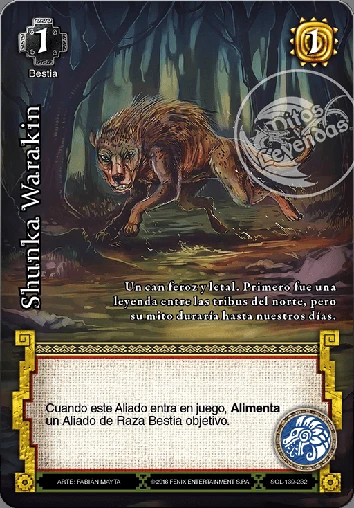 1
Bestia
1
Mitos y
Leyendas
Shunka Warakin
Un can feroz y letal. Primero fue una
leyenda entre las tribus del norte, pero
su mito duraría hasta nuestros días.
Cuando este Aliado entra en juego, Alimenta
un Aliado de Raza Bestia objetivo.
ARTE: FABIAN MAYTA ©2018 FENIX ENTERTAINMENT S.P.A